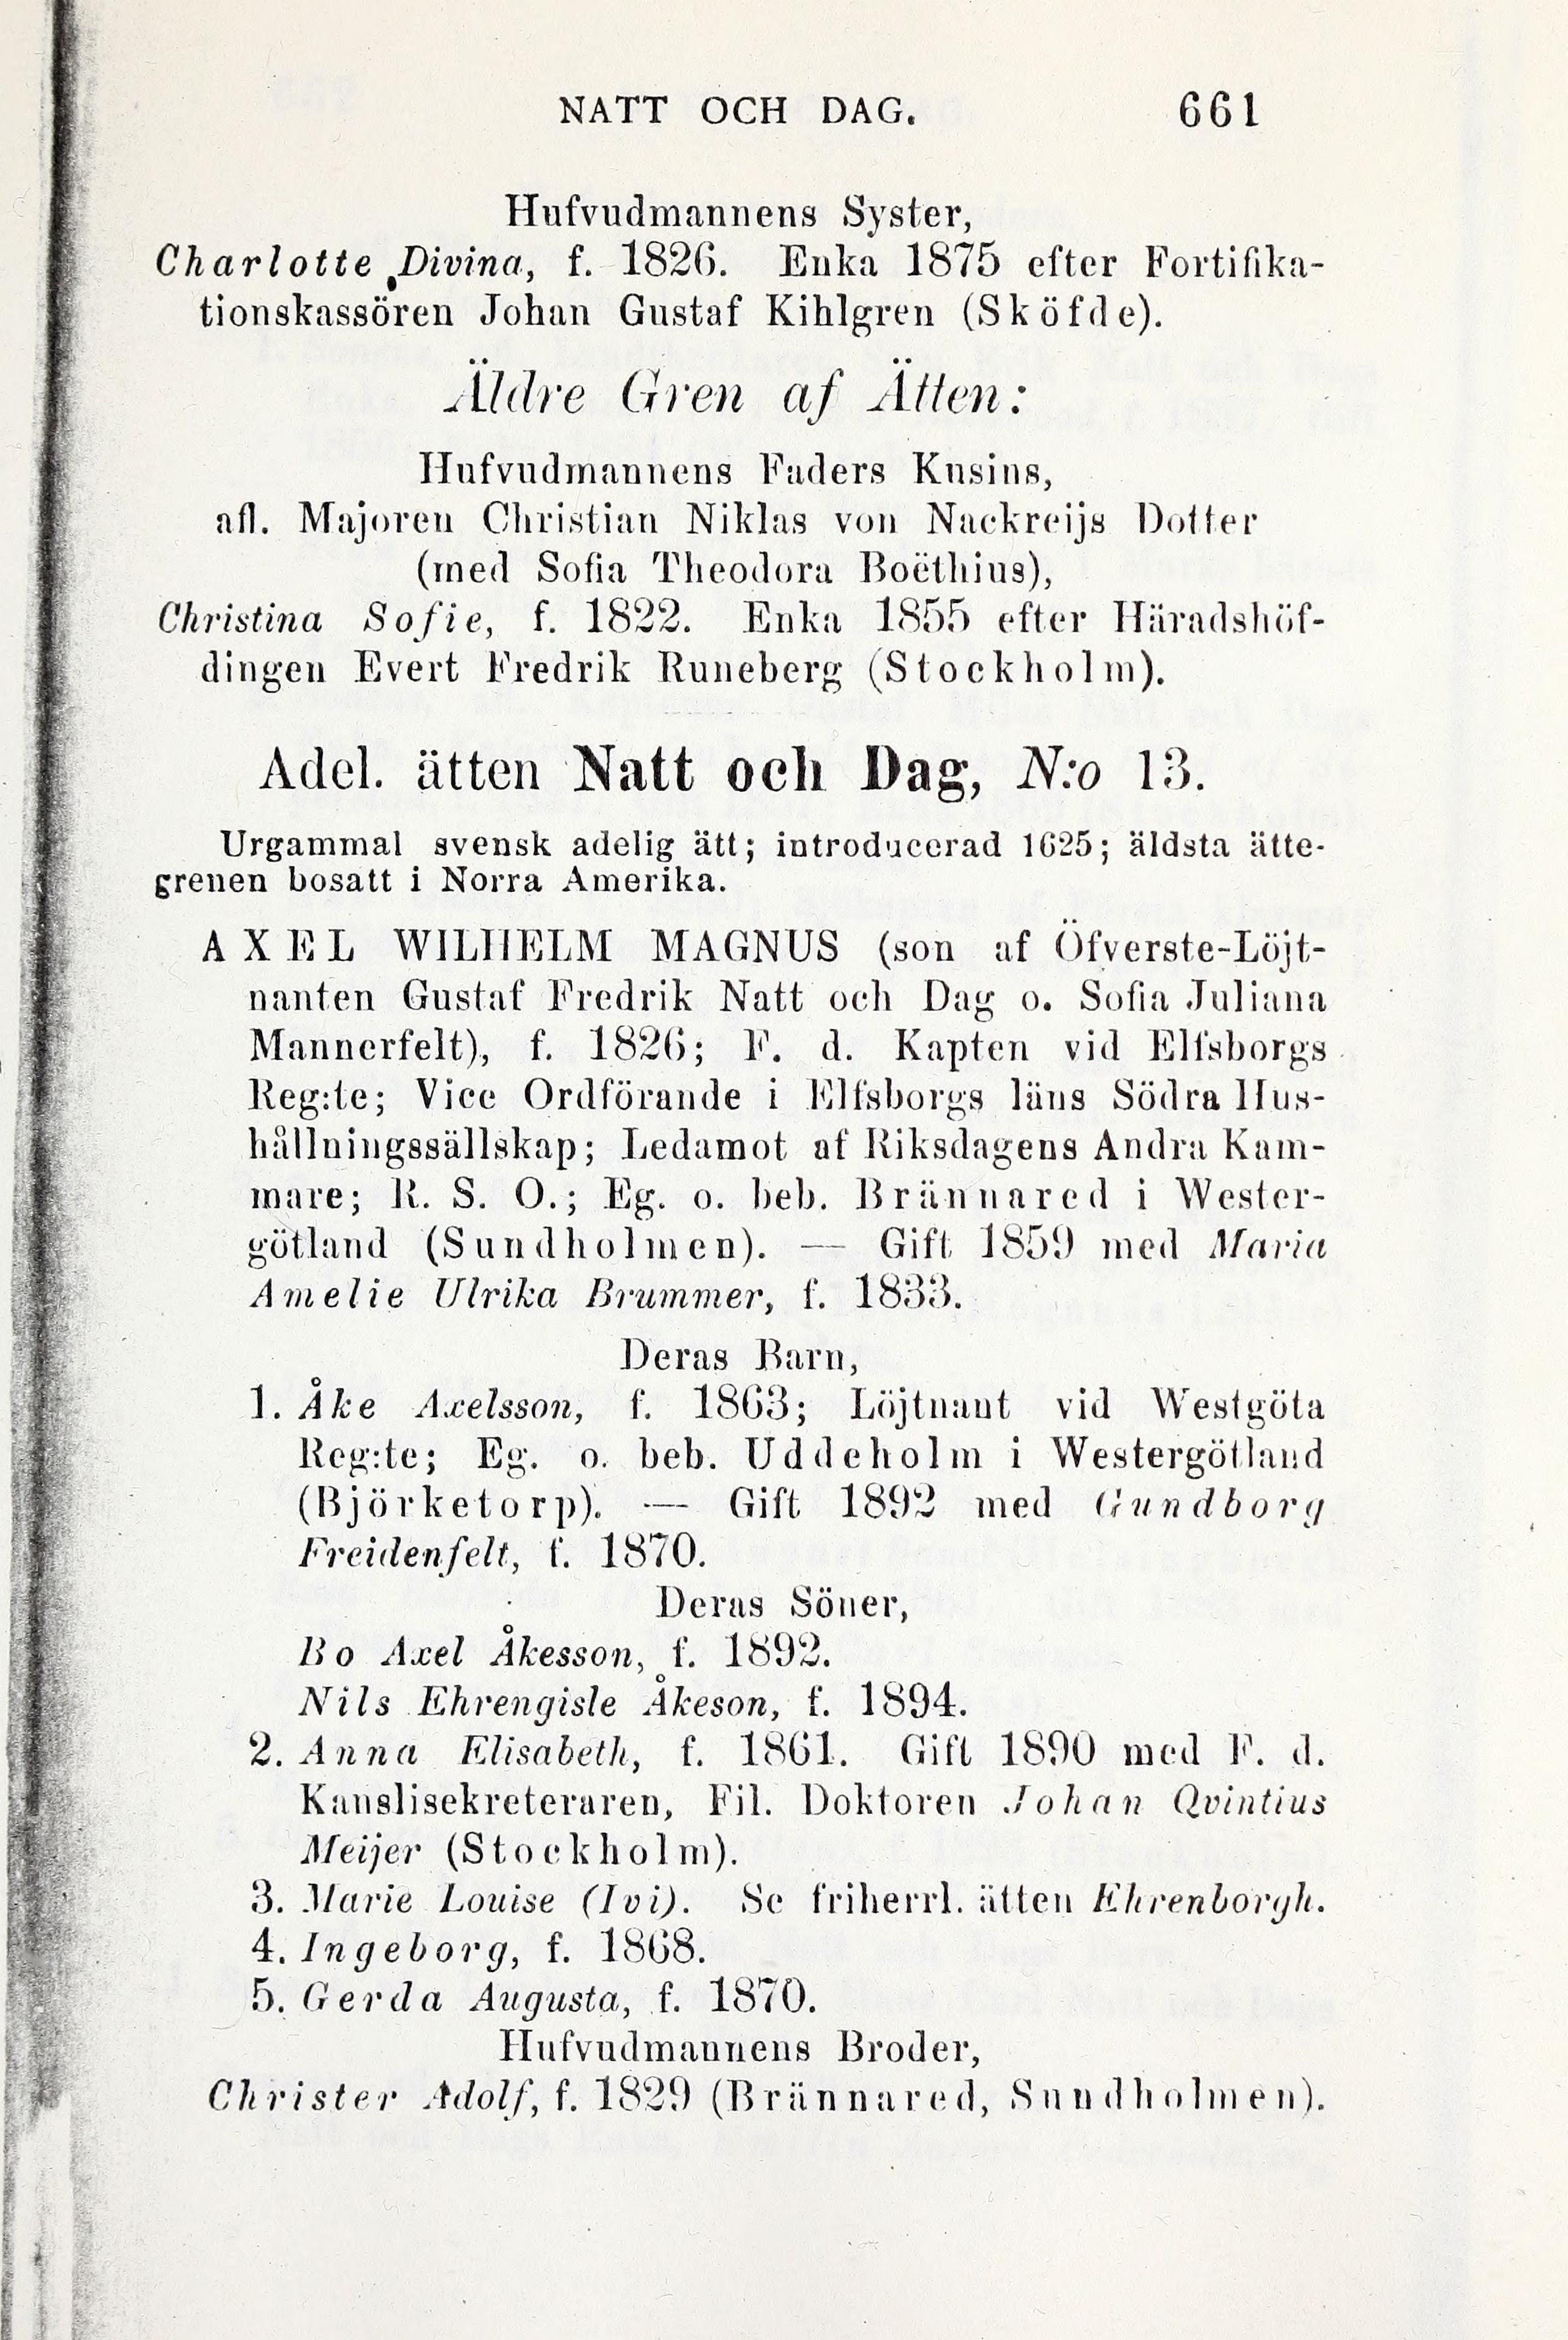 NATT OCH DAG. 661
Hufvudmannens Syster,
Charlotte Divina, f. 1826. Enka 1875 efter Fortifika-
tionskassören Johan Gustaf Kihlgren (Sköfde).
Äldre Gren af Ätten:
Hufvudmannens Faders Kusins,
afl. Majoren Christian Niklas von Nackreijs Dotter
(med Sofia Theodora Boëthius),
Christina Sofie, f. 1822. Enka 1855 efter Häradshöf-
dingen Evert Fredrik Runeberg (Stockholm).
Adel. ätten Natt och Dag, N:o 13.
Urgammal svensk adelig ätt; introducerad 1625; äldsta ätte-
grenen bosatt i Norra Amerika.
AXEL WILHELM MAGNUS (son af Öfverste-Löjt-
nanten Gustaf Fredrik Natt och Dag o. Sofia Juliana
Mannerfelt), f. 1826; F. d. Kapten vid Elfsborgs
Reg:te; Vice Ordförande i Elfsborgs läns Södra Hus-
hållningssällskap; Ledamot af Riksdagens Andra Kam-
mare; R. S. O.; Eg. o. beb. Brännared i Wester-
götland (Sundholmen). — Gift 1859 med Maria
Amelie Ulrika Brummer, f. 1833.
Deras Barn,
1. Åke Axelsson, f. 1863; Löjtnant vid Westgöta
Reg:te; Eg. o. beb. Uddeholm i Westergötland
(Björketorp). — Gift 1892 med Gundborg
Freidenfelt, f. 1870.
Deras Söner,
Bo Axel Åkesson, f. 1892.
Nils Ehrengisle Åkeson, f. 1894.
2. Anna Elisabeth, f. 1861. Gift 1890 med F. d.
Kanslisekreteraren, Fil. Doktoren Johan Qvintius
Meijer (Stockholm).
3. Marie Louise (Ivi). Se friherrl. ätten Ehrenborgh.
4. Ingeborg, f. 1868.
5. Gerda Augusta, f. 1870.
Hufvudmannens Broder,
Christer Adolf, f. 1829 (Brännared, Sundholmen).